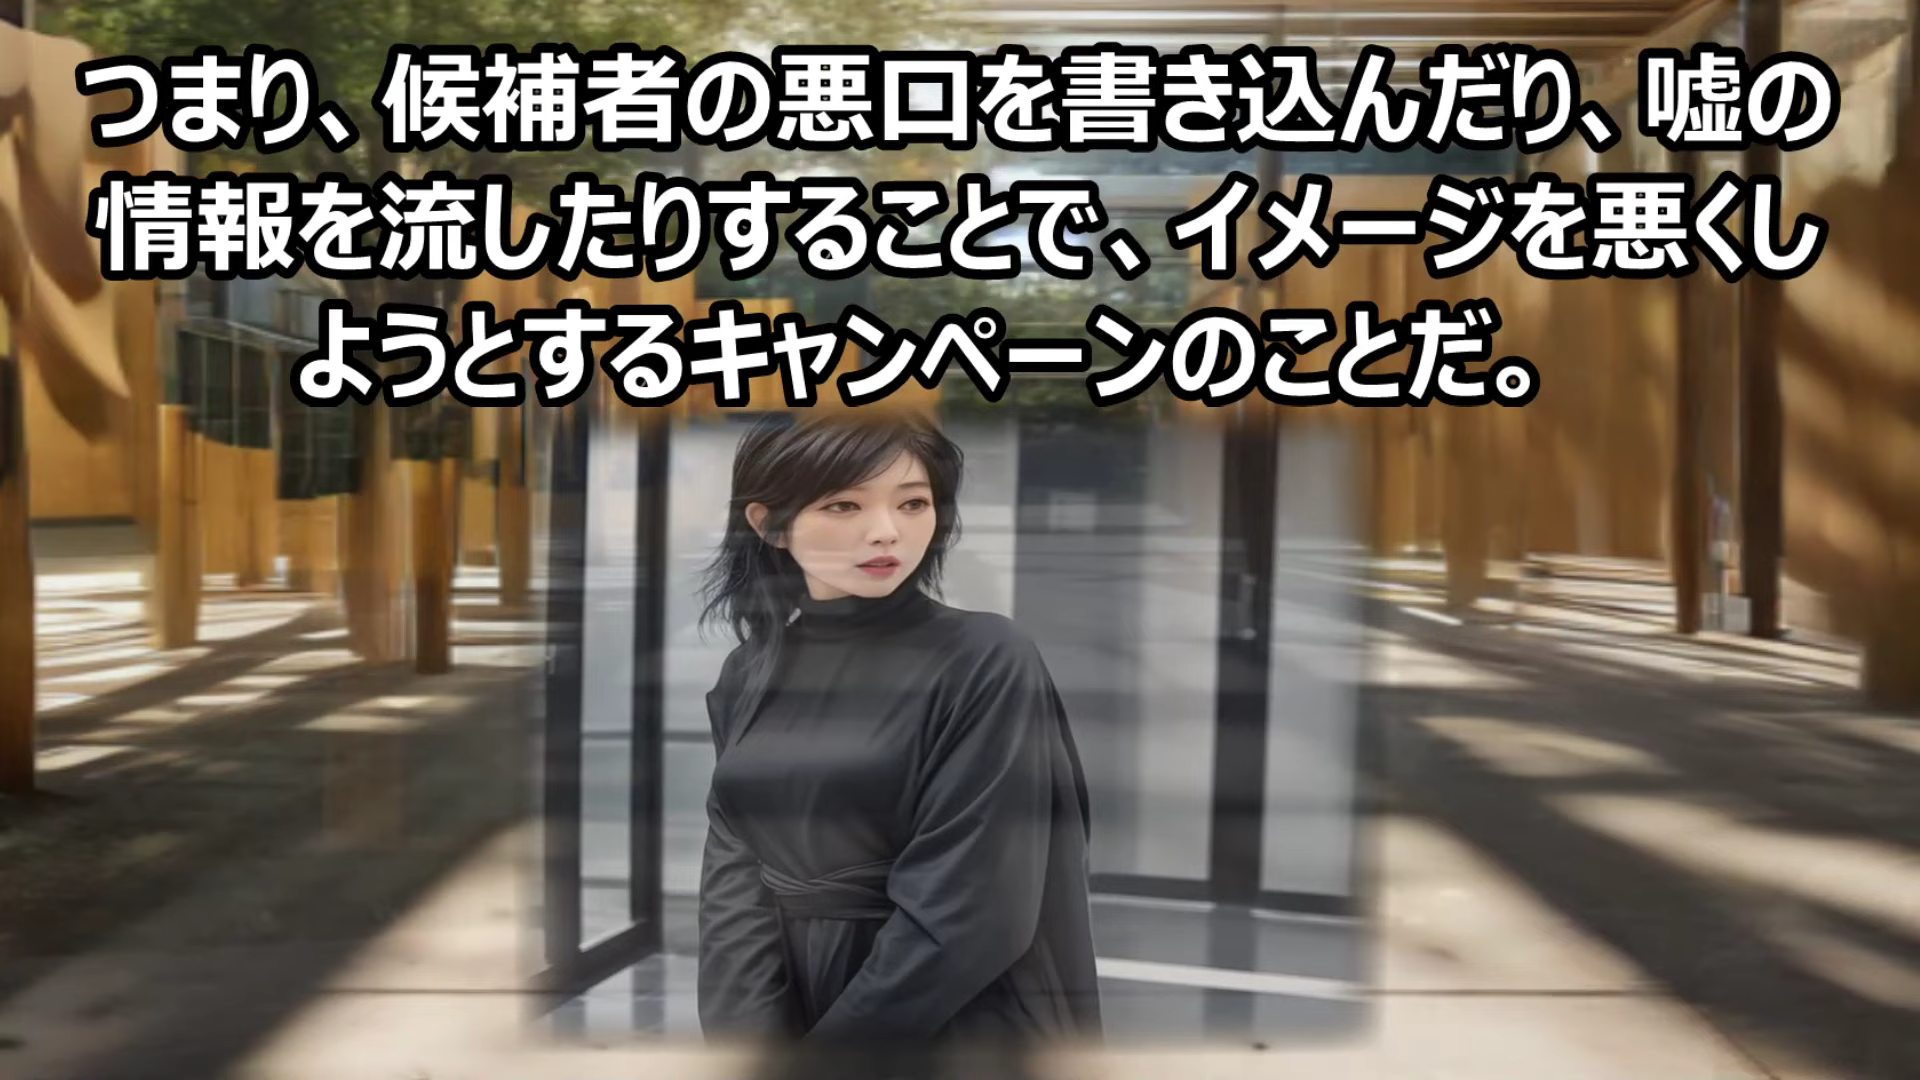 つまり、候補者の悪口を書き込んだり、嘘の
情報を流したりすることで、イメージを悪くし
ようとするキャンペーンのことだ。